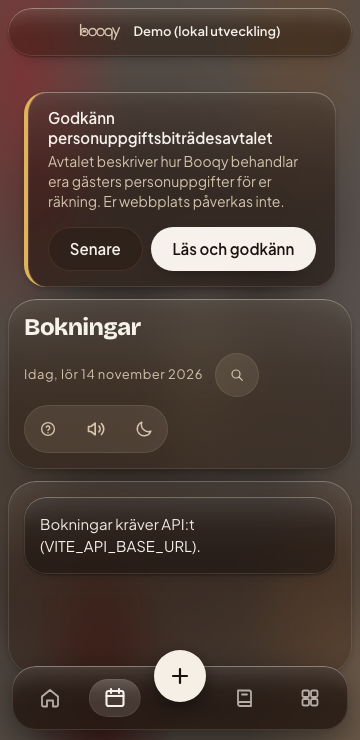 booqy Demo (lokal utveckling)
Godkänn
personuppgiftsbiträdesavtalet
Avtalet beskriver hur Booqy behandlar
era gästers personuppgifter för er
räkning. Er webbplats påverkas inte.
Senare Läs och godkänn
Bokningar
Idag, lör 14 november 2026
Bokningar kräver API:t
(VITE_API_BASE_URL).